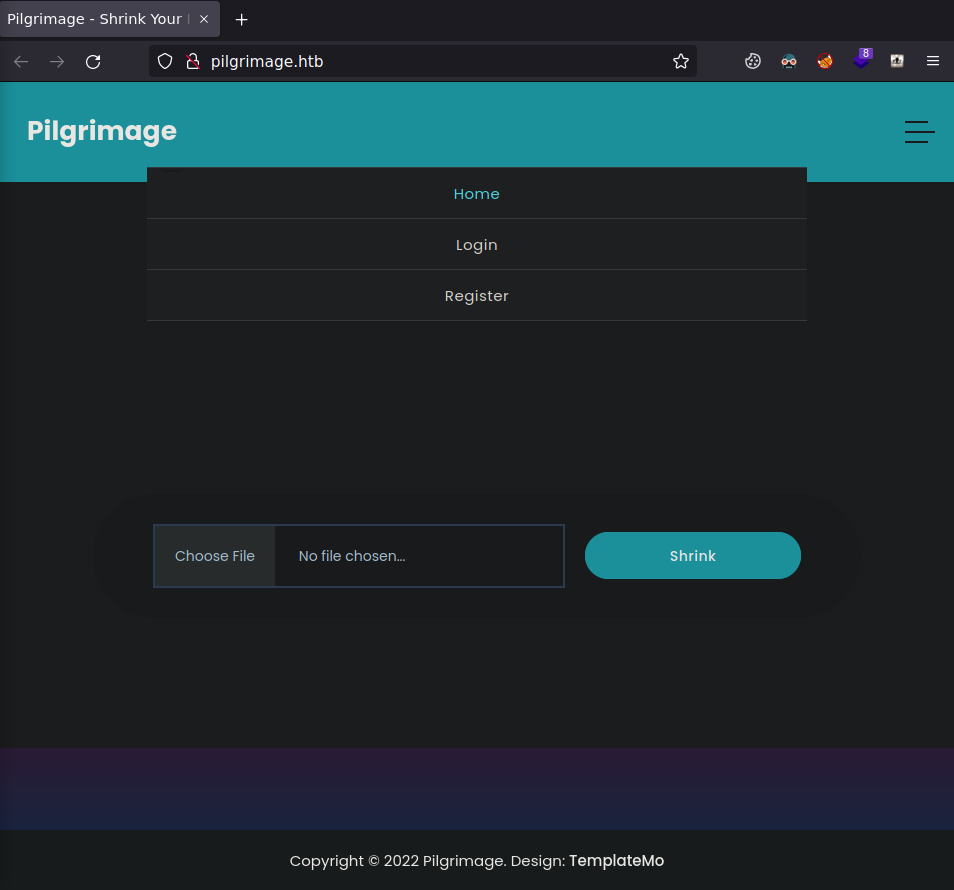 Pilgrimage - Shrink Your
pilgrimage.htb
8
Pilgrimage
Home
Login
Register
Choose File No file chosen...
Shrink
Copyright © 2022 Pilgrimage. Design: TemplateMo